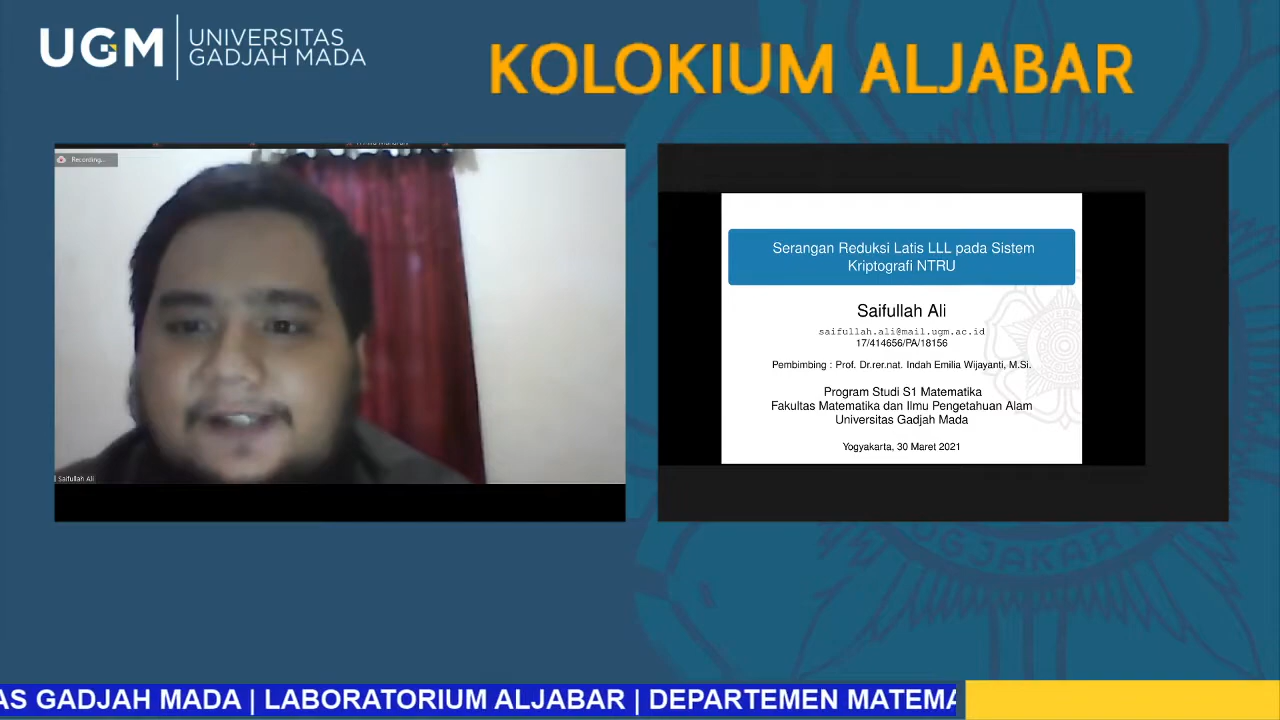 UGM
UNIVERSITAS
GADJAH MADA
KOLOKIUM ALJABAR
Recording...
Saifullah Ali
Serangan Reduksi Latis LLL pada Sistem
Kriptografi NTRU
Saifullah Ali
saifullah.ali@mail.ugm.ac.id
17/414656/PA/18156
Pembimbing : Prof. Dr.rer.nat. Indah Emilia Wijayanti, M.Si.
Program Studi S1 Matematika
Fakultas Matematika dan Ilmu Pengetahuan Alam
Universitas Gadjah Mada
Yogyakarta, 30 Maret 2021
AS GADJAH MADA | LABORATORIUM ALJABAR | DEPARTEMEN MATEMA